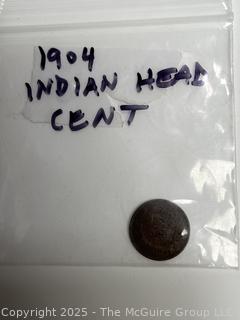 1904
INDIAN HEAD
CENT
Copyright 2025 - The McGuire Group LLC